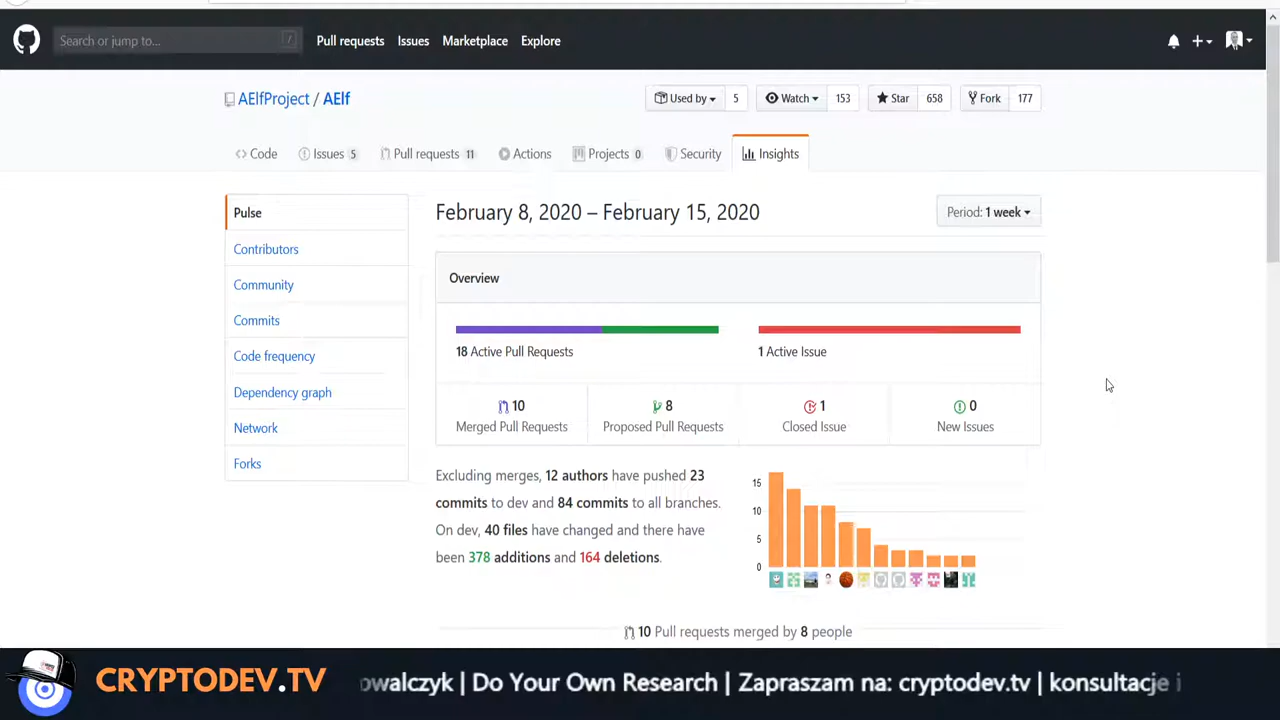 Search or jump to... /
Pull requests Issues Marketplace Explore
AElfProject / AElf
Used by 5 Watch 153 Star 658 Fork 177
Code Issues 5 Pull requests 11 Actions Projects 0 Security Insights
Pulse
Contributors
Community
Commits
Code frequency
Dependency graph
Network
Forks
February 8, 2020 – February 15, 2020
Period: 1 week
Overview
18 Active Pull Requests
1 Active Issue
10
Merged Pull Requests
8
Proposed Pull Requests
1
Closed Issue
0
New Issues
Excluding merges, 12 authors have pushed 23
commits to dev and 84 commits to all branches.
On dev, 40 files have changed and there have
been 378 additions and 164 deletions.
15
10
5
0
10 Pull requests merged by 8 people
CRYPTODEV.TV
owalczyk | Do Your Own Research | Zapraszam na: cryptodev.tv | konsultacje i